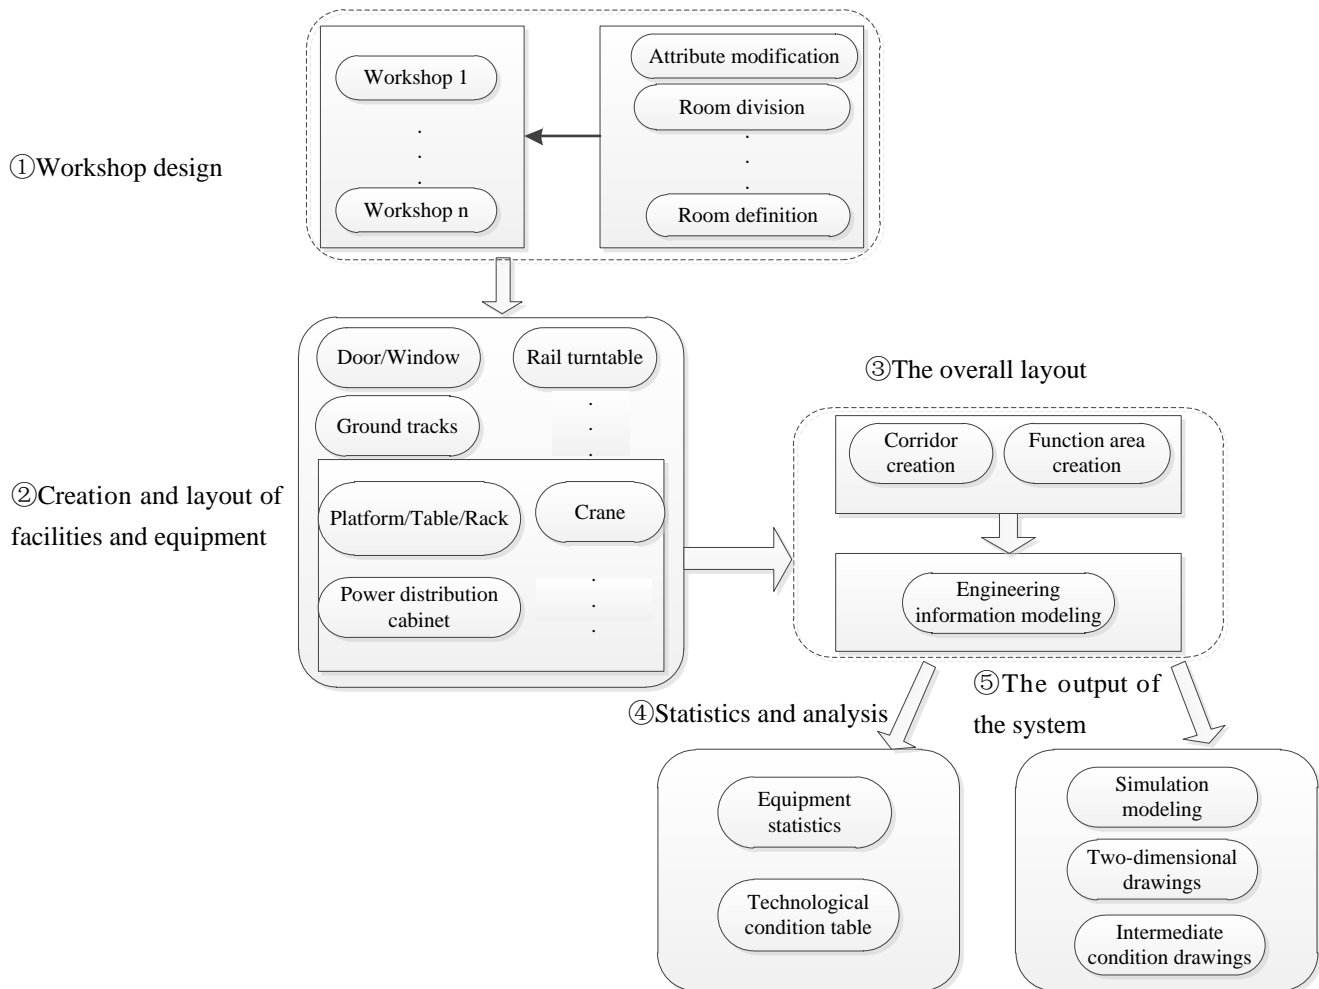 ①Workshop design
Workshop 1
.
.
.
Workshop n
Attribute modification
Room division
.
.
.
Room definition
②Creation and layout of
facilities and equipment
Door/Window
Rail turntable
Ground tracks
.
.
.
Platform/Table/Rack
Crane
Power distribution
cabinet
.
.
.
③The overall layout
Corridor
creation
Function area
creation
Engineering
information modeling
④Statistics and analysis
Equipment
statistics
Technological
condition table
⑤The output of
the system
Simulation
modeling
Two-dimensional
drawings
Intermediate
condition drawings